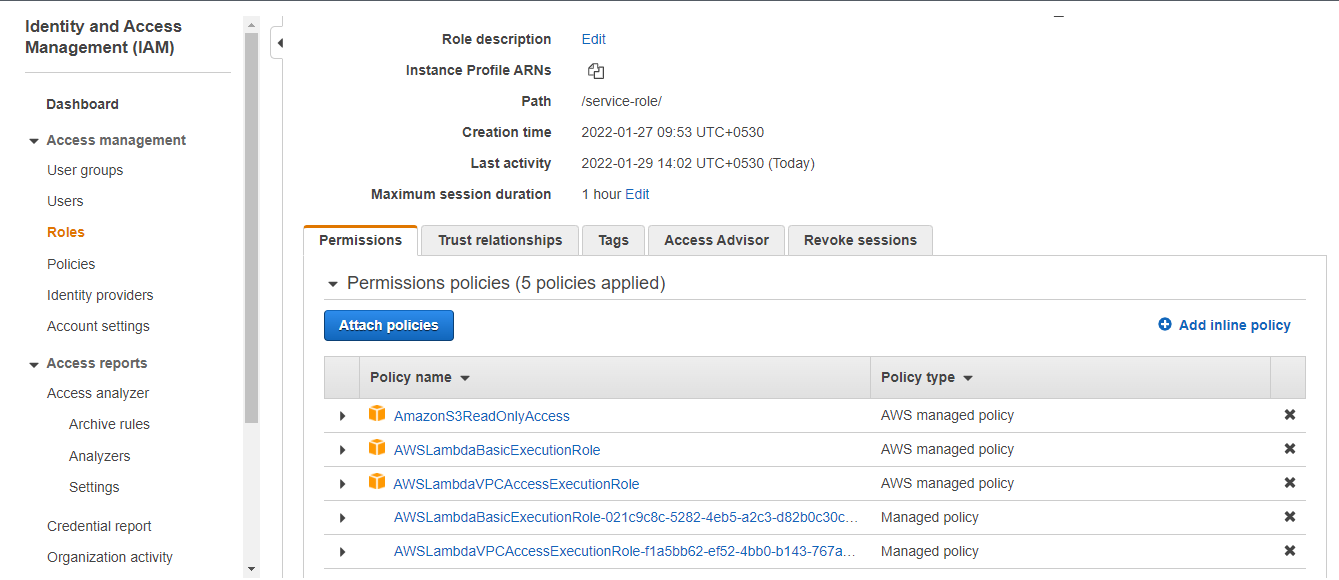 Identity and Access
Management (IAM)
Dashboard
Access management
User groups
Users
Roles
Policies
Identity providers
Account settings
Access reports
Access analyzer
Archive rules
Analyzers
Settings
Credential report
Organization activity
Role description Edit
Instance Profile ARNs
Path /service-role/
Creation time 2022-01-27 09:53 UTC+0530
Last activity 2022-01-29 14:02 UTC+0530 (Today)
Maximum session duration 1 hour Edit
Permissions Trust relationships Tags Access Advisor Revoke sessions
Permissions policies (5 policies applied)
Attach policies Add inline policy
Policy name Policy type
AmazonS3ReadOnlyAccess AWS managed policy
AWSLambdaBasicExecutionRole AWS managed policy
AWSLambdaVPCAccessExecutionRole AWS managed policy
AWSLambdaBasicExecutionRole-021c9c8c-5282-4eb5-a2c3-d82b0c30c… Managed policy
AWSLambdaVPCAccessExecutionRole-f1a5bb62-ef52-4bb0-b143-767a… Managed policy